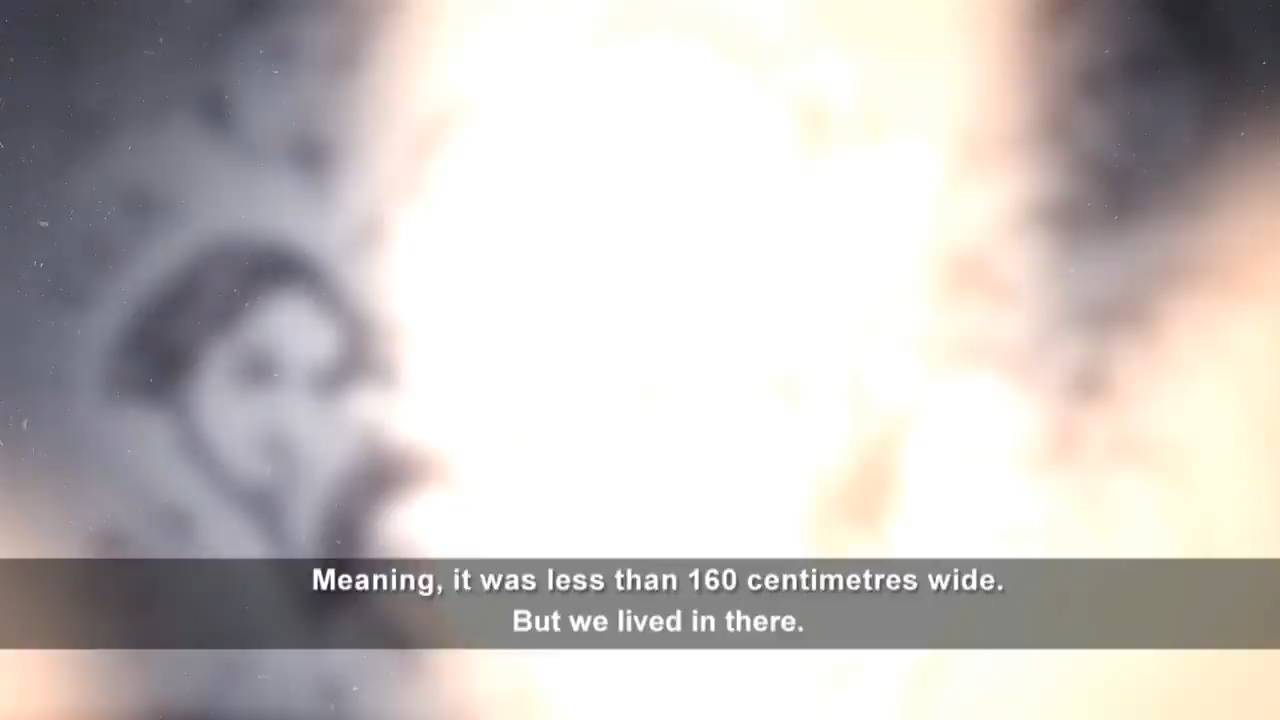 Meaning, it was less than 160 centimetres wide.
But we lived in there.